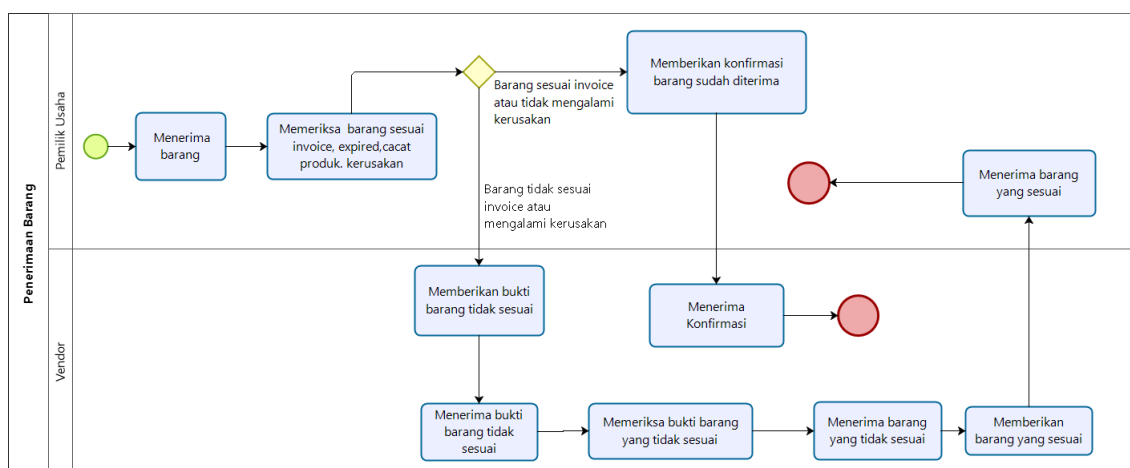 Penerimaan Barang
Pemilik Usaha
Menerima
barang
Memeriksa barang sesuai
invoice, expired,cacat
produk. kerusakan
Barang sesuai invoice
atau tidak mengalami
kerusakan
Memberikan konfirmasi
barang sudah diterima
Barang tidak sesuai
invoice atau
mengalami kerusakan
Menerima barang
yang sesuai
Vendor
Memberikan bukti
barang tidak sesuai
Menerima
Konfirmasi
Menerima bukti
barang tidak
sesuai
Memeriksa bukti barang
yang tidak sesuai
Menerima barang
yang tidak sesuai
Memberikan
barang yang sesuai